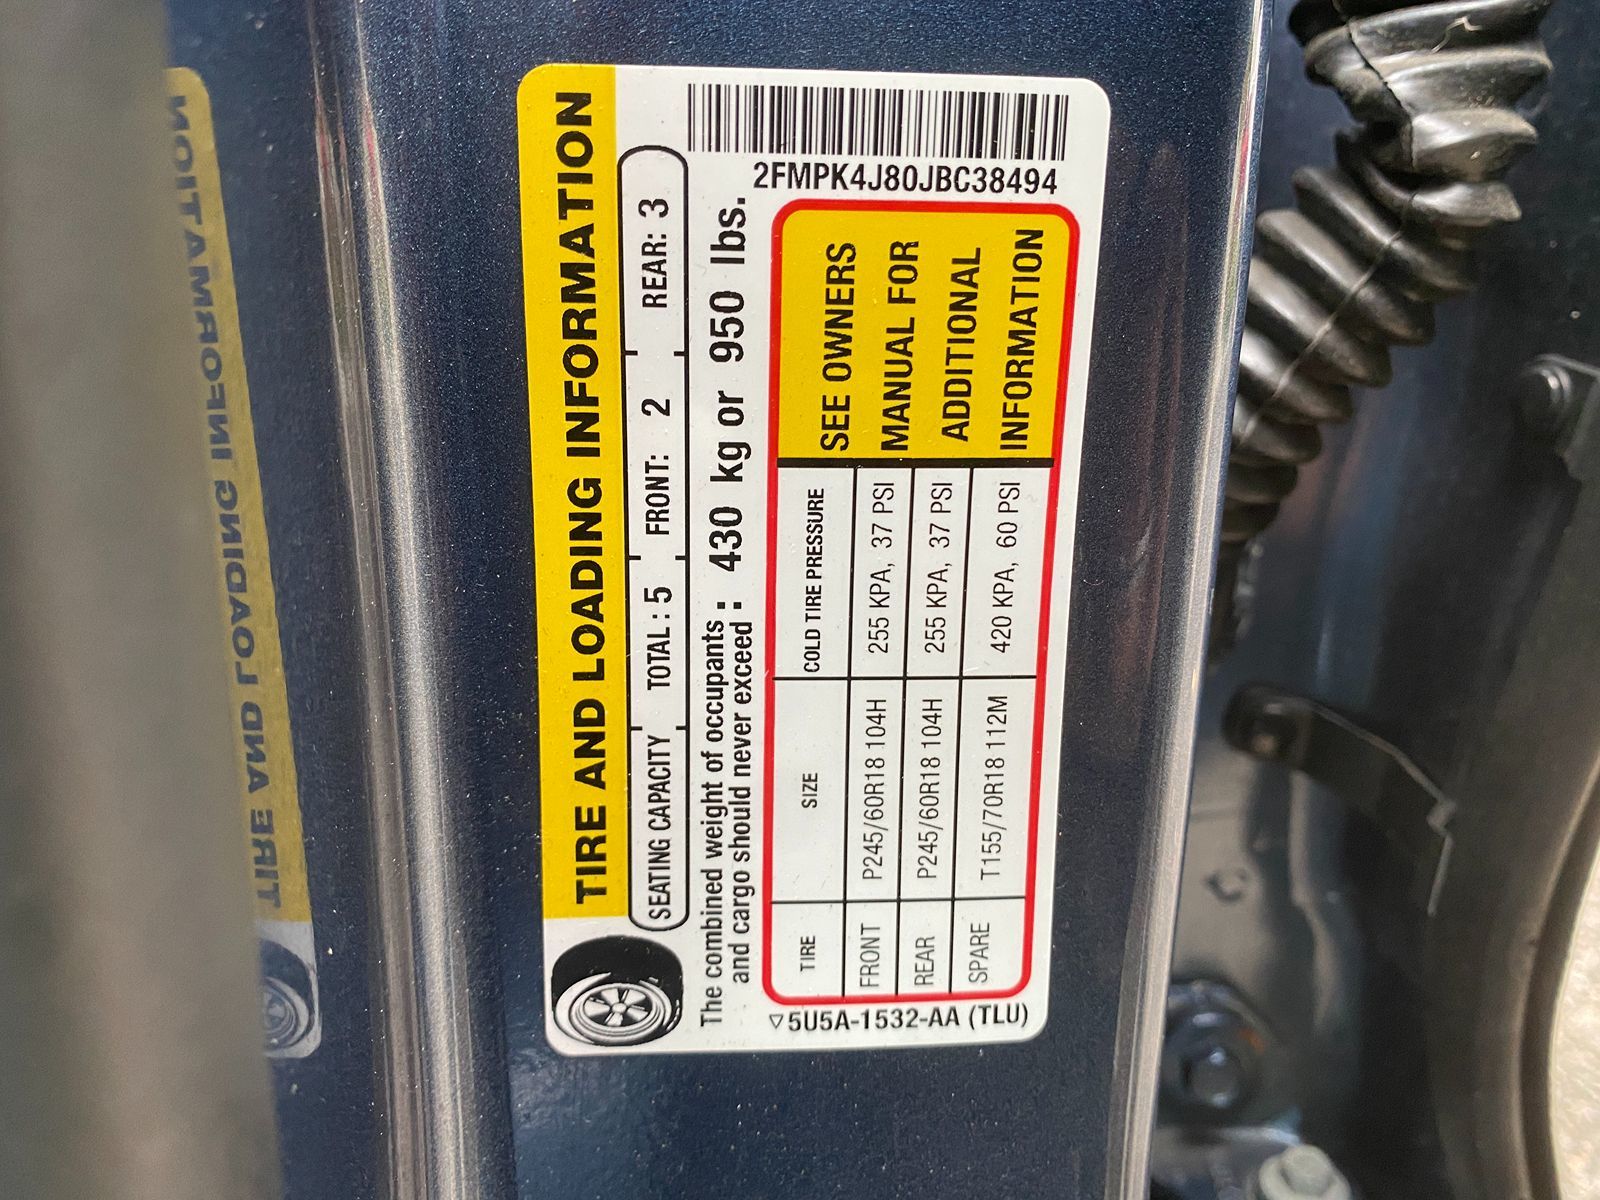 TIRE AND LOADING INFORMATION
SEATING CAPACITY TOTAL : 5 FRONT: 2 REAR: 3
The combined weight of occupants
and cargo should never exceed : 430 kg or 950 lbs.
TIRE SIZE COLD TIRE PRESSURE
FRONT P245/60R18 104H 255 KPA, 37 PSI
REAR P245/60R18 104H 255 KPA, 37 PSI
SPARE T155/70R18 112M 420 KPA, 60 PSI
SEE OWNERS
MANUAL FOR
ADDITIONAL
INFORMATION
5U5A-1532-AA (TLU)
2FMPK4J80JBC38494
TIRE AND LOADING INFORMATION